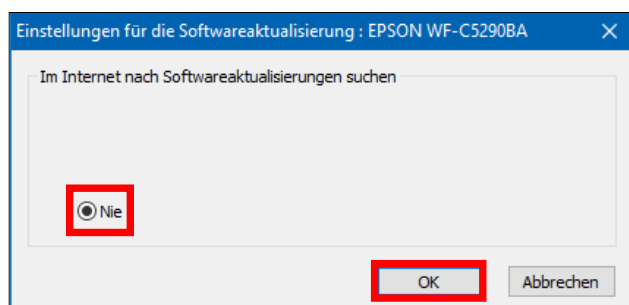 Einstellungen für die Softwareaktualisierung : EPSON WF-C5290BA
Im Internet nach Softwareaktualisierungen suchen
Nie
OK Abbrechen